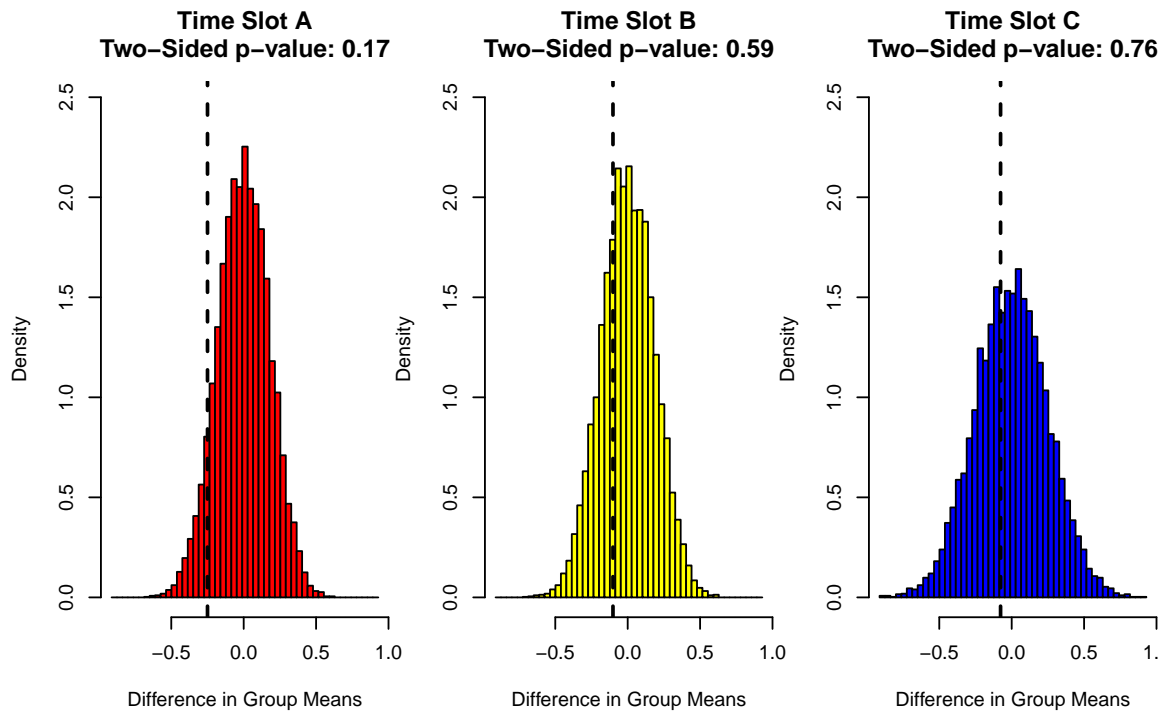 Time Slot A
Two−Sided p−value: 0.17
Density
0.0
0.5
1.0
1.5
2.0
2.5
−0.5
0.0
0.5
1.0
Difference in Group Means
Time Slot B
Two−Sided p−value: 0.59
Density
0.0
0.5
1.0
1.5
2.0
2.5
−0.5
0.0
0.5
1.0
Difference in Group Means
Time Slot C
Two−Sided p−value: 0.76
Density
0.0
0.5
1.0
1.5
2.0
2.5
−0.5
0.0
0.5
1.
Difference in Group Means